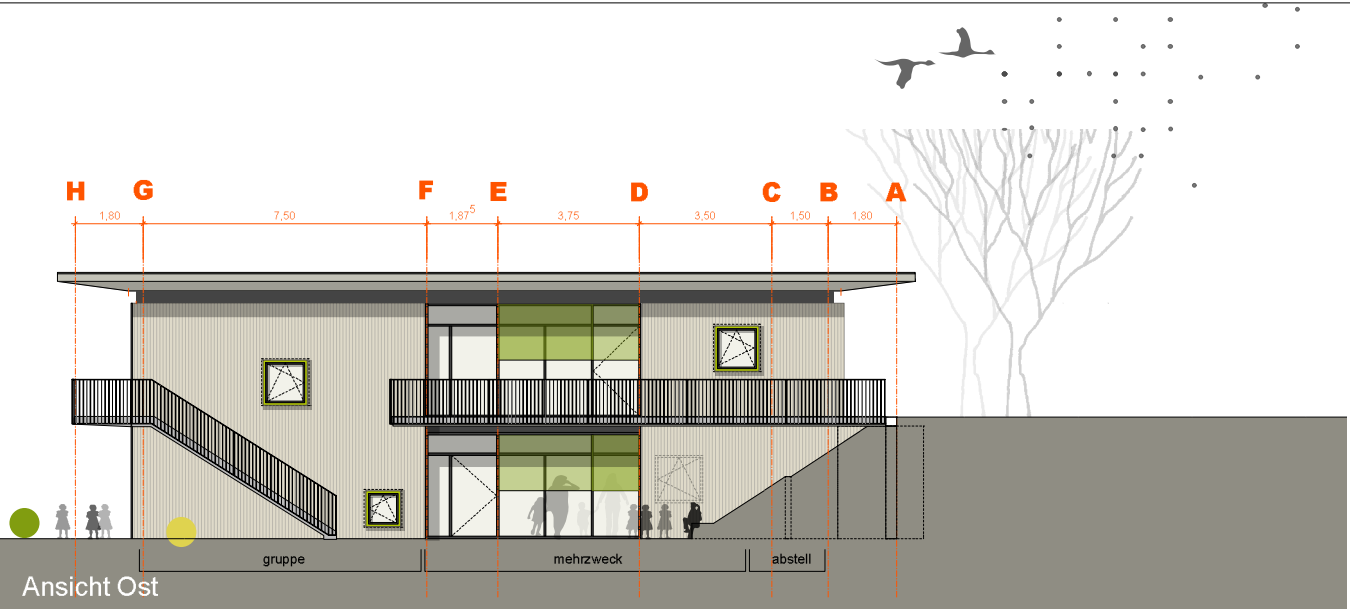 H G F E D C B A
1,80 7,50 1,87⁵ 3,75 3,50 1,50 1,80
gruppe mehrzweck abstell
Ansicht Ost